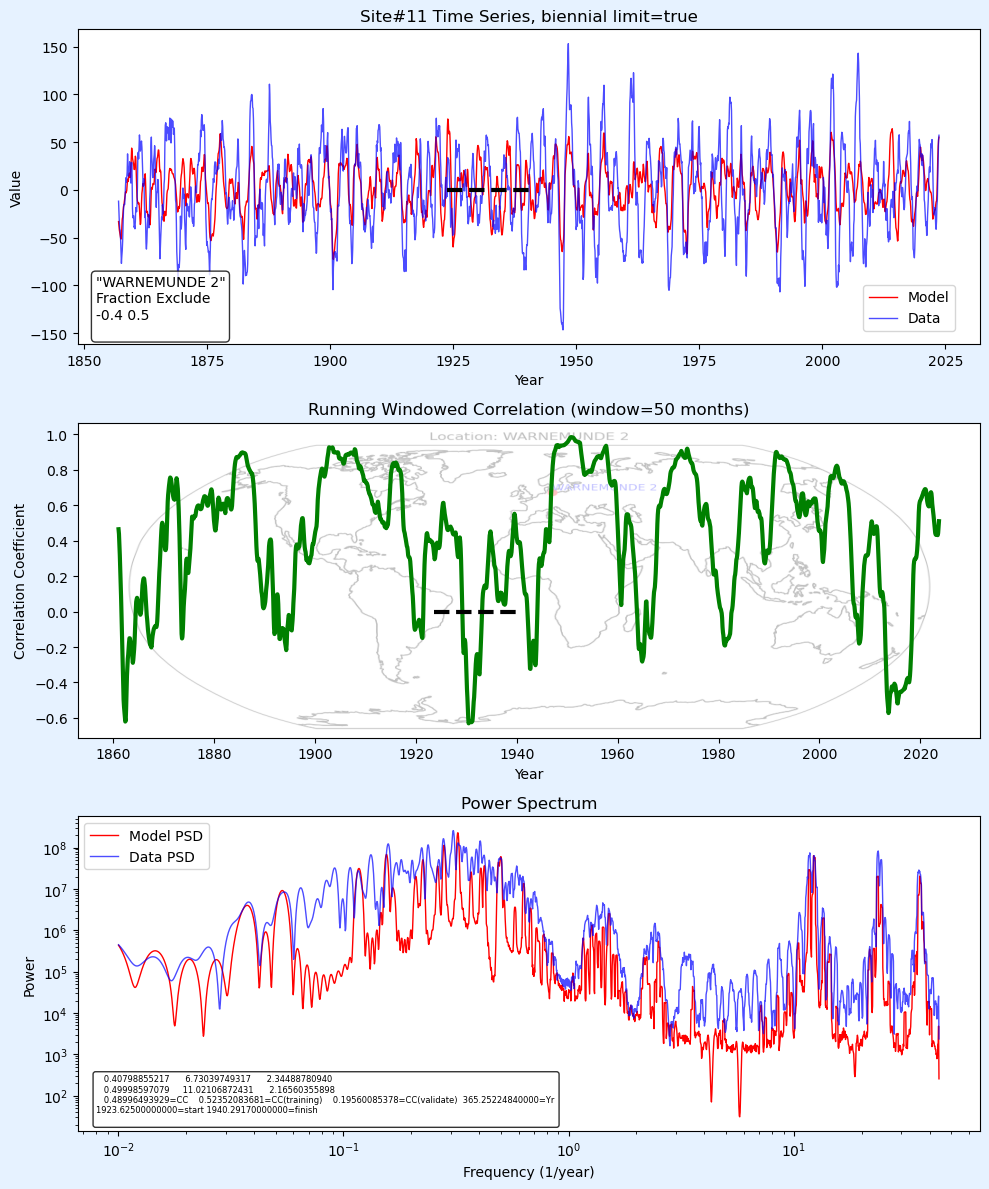 Site#11 Time Series, biennial limit=true
Value
150
100
50
0
−50
−100
−150
"WARNEMUNDE 2"
Fraction Exclude
-0.4 0.5
Model
Data
1850 1875 1900 1925 1950 1975 2000 2025
Year
Running Windowed Correlation (window=50 months)
Location: WARNEMUNDE 2
WARNEMUNDE 2
Correlation Coefficient
1.0
0.8
0.6
0.4
0.2
0.0
−0.2
−0.4
−0.6
1860 1880 1900 1920 1940 1960 1980 2000 2020
Year
Power Spectrum
Model PSD
Data PSD
Power
10⁸
10⁷
10⁶
10⁵
10⁴
10³
10²
0.40798855217 6.73039749317 2.34488780940
0.49998597079 11.02106872431 2.16560355898
0.48996493929=CC 0.52352083681=CC(training) 0.19560085378=CC(validate) 365.25224840000=Yr
1923.62500000000=start 1940.29170000000=finish
10⁻² 10⁻¹ 10⁰ 10¹
Frequency (1/year)